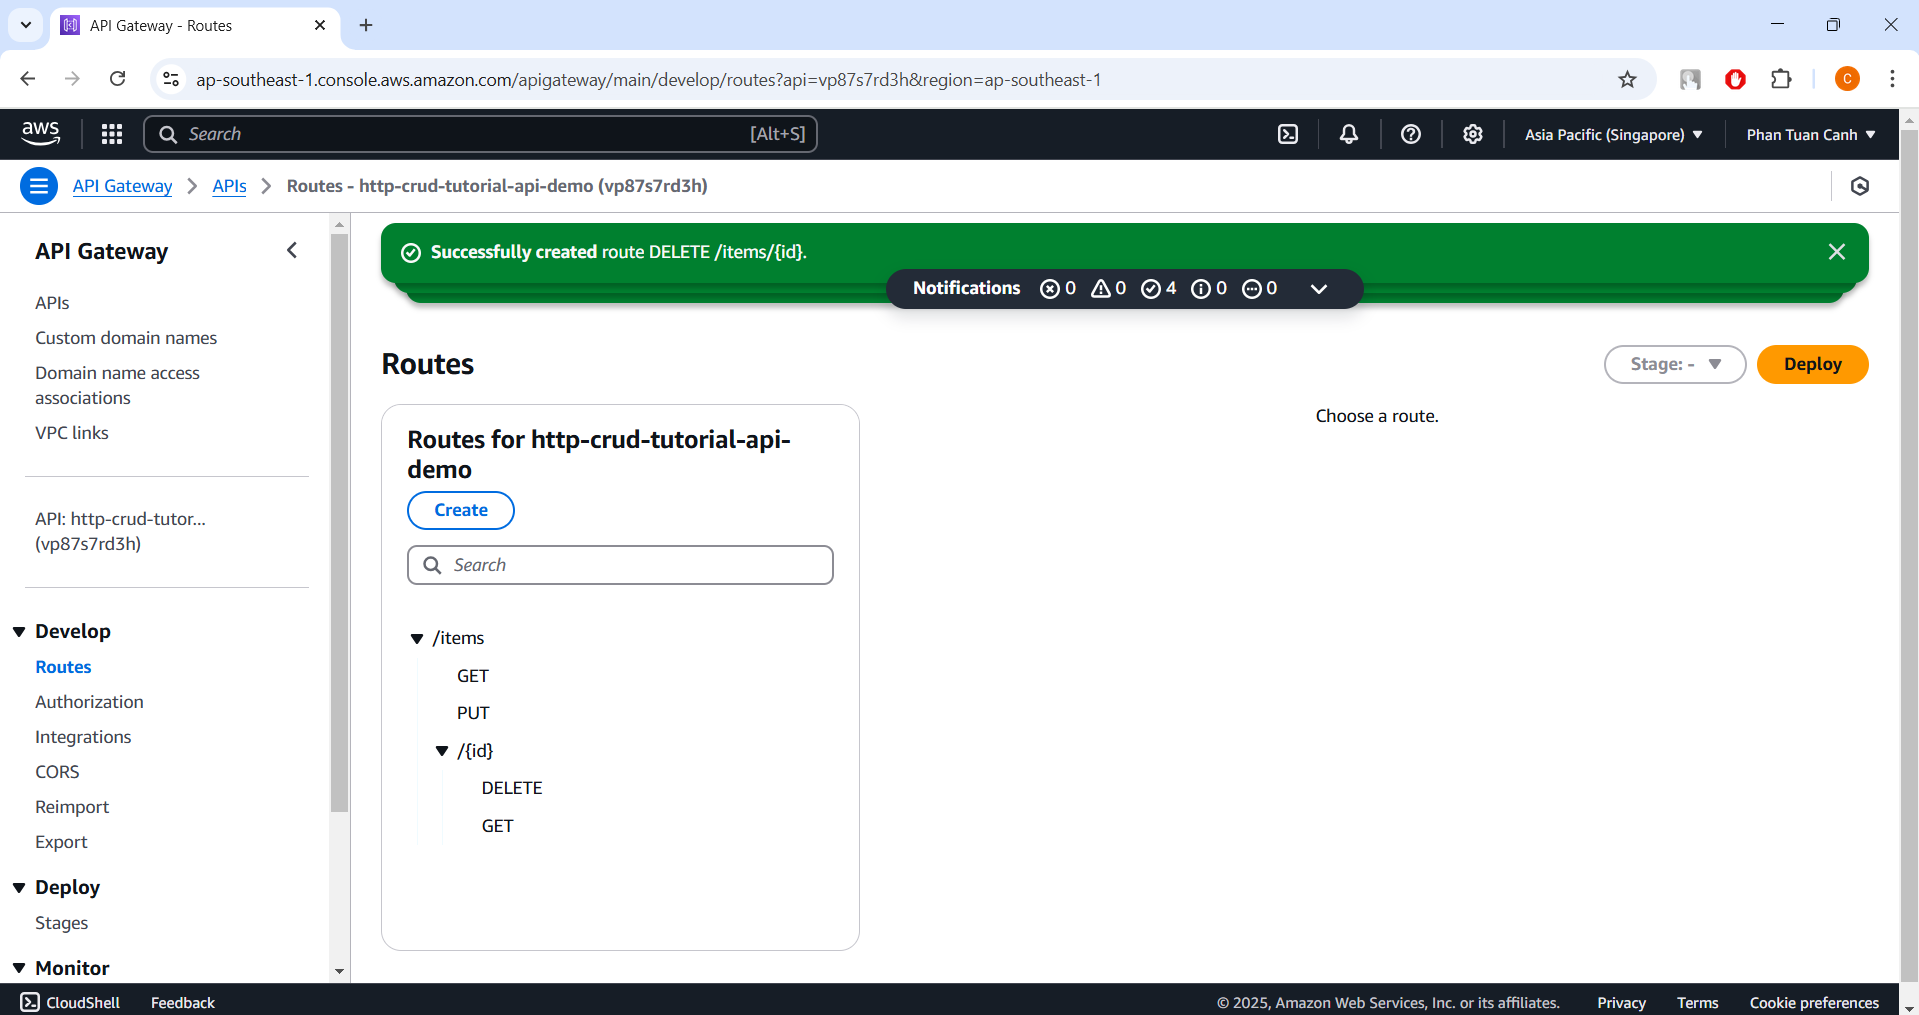 API Gateway - Routes
ap-southeast-1.console.aws.amazon.com/apigateway/main/develop/routes?api=vp87s7rd3h&region=ap-southeast-1
C
aws
Search
[Alt+S]
Asia Pacific (Singapore)
Phan Tuan Canh
API Gateway
APIs
Routes - http-crud-tutorial-api-demo (vp87s7rd3h)
API Gateway
APIs
Custom domain names
Domain name access
associations
VPC links
API: http-crud-tutor...
(vp87s7rd3h)
Develop
Routes
Authorization
Integrations
CORS
Reimport
Export
Deploy
Stages
Monitor
Successfully created route DELETE /items/{id}.
Notifications 0 0 4 0 0
Routes
Stage: -
Deploy
Routes for http-crud-tutorial-api-
demo
Create
Search
/items
GET
PUT
/{id}
DELETE
GET
Choose a route.
CloudShell
Feedback
© 2025, Amazon Web Services, Inc. or its affiliates.
Privacy
Terms
Cookie preferences